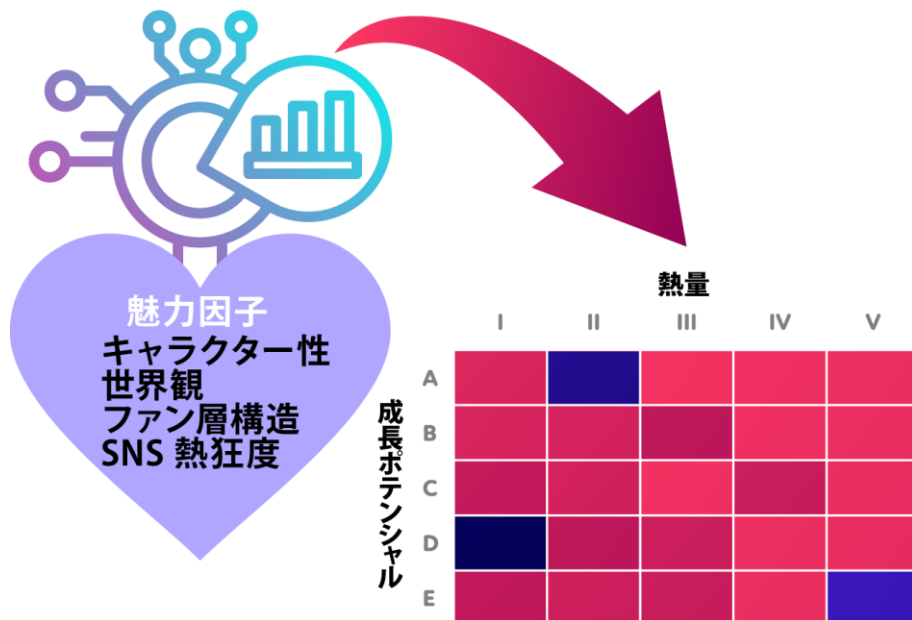 魅力因子
キャラクター性
世界観
ファン層構造
SNS 熱狂度
熱量
I II III IV V
成長ポテンシャル
A
B
C
D
E